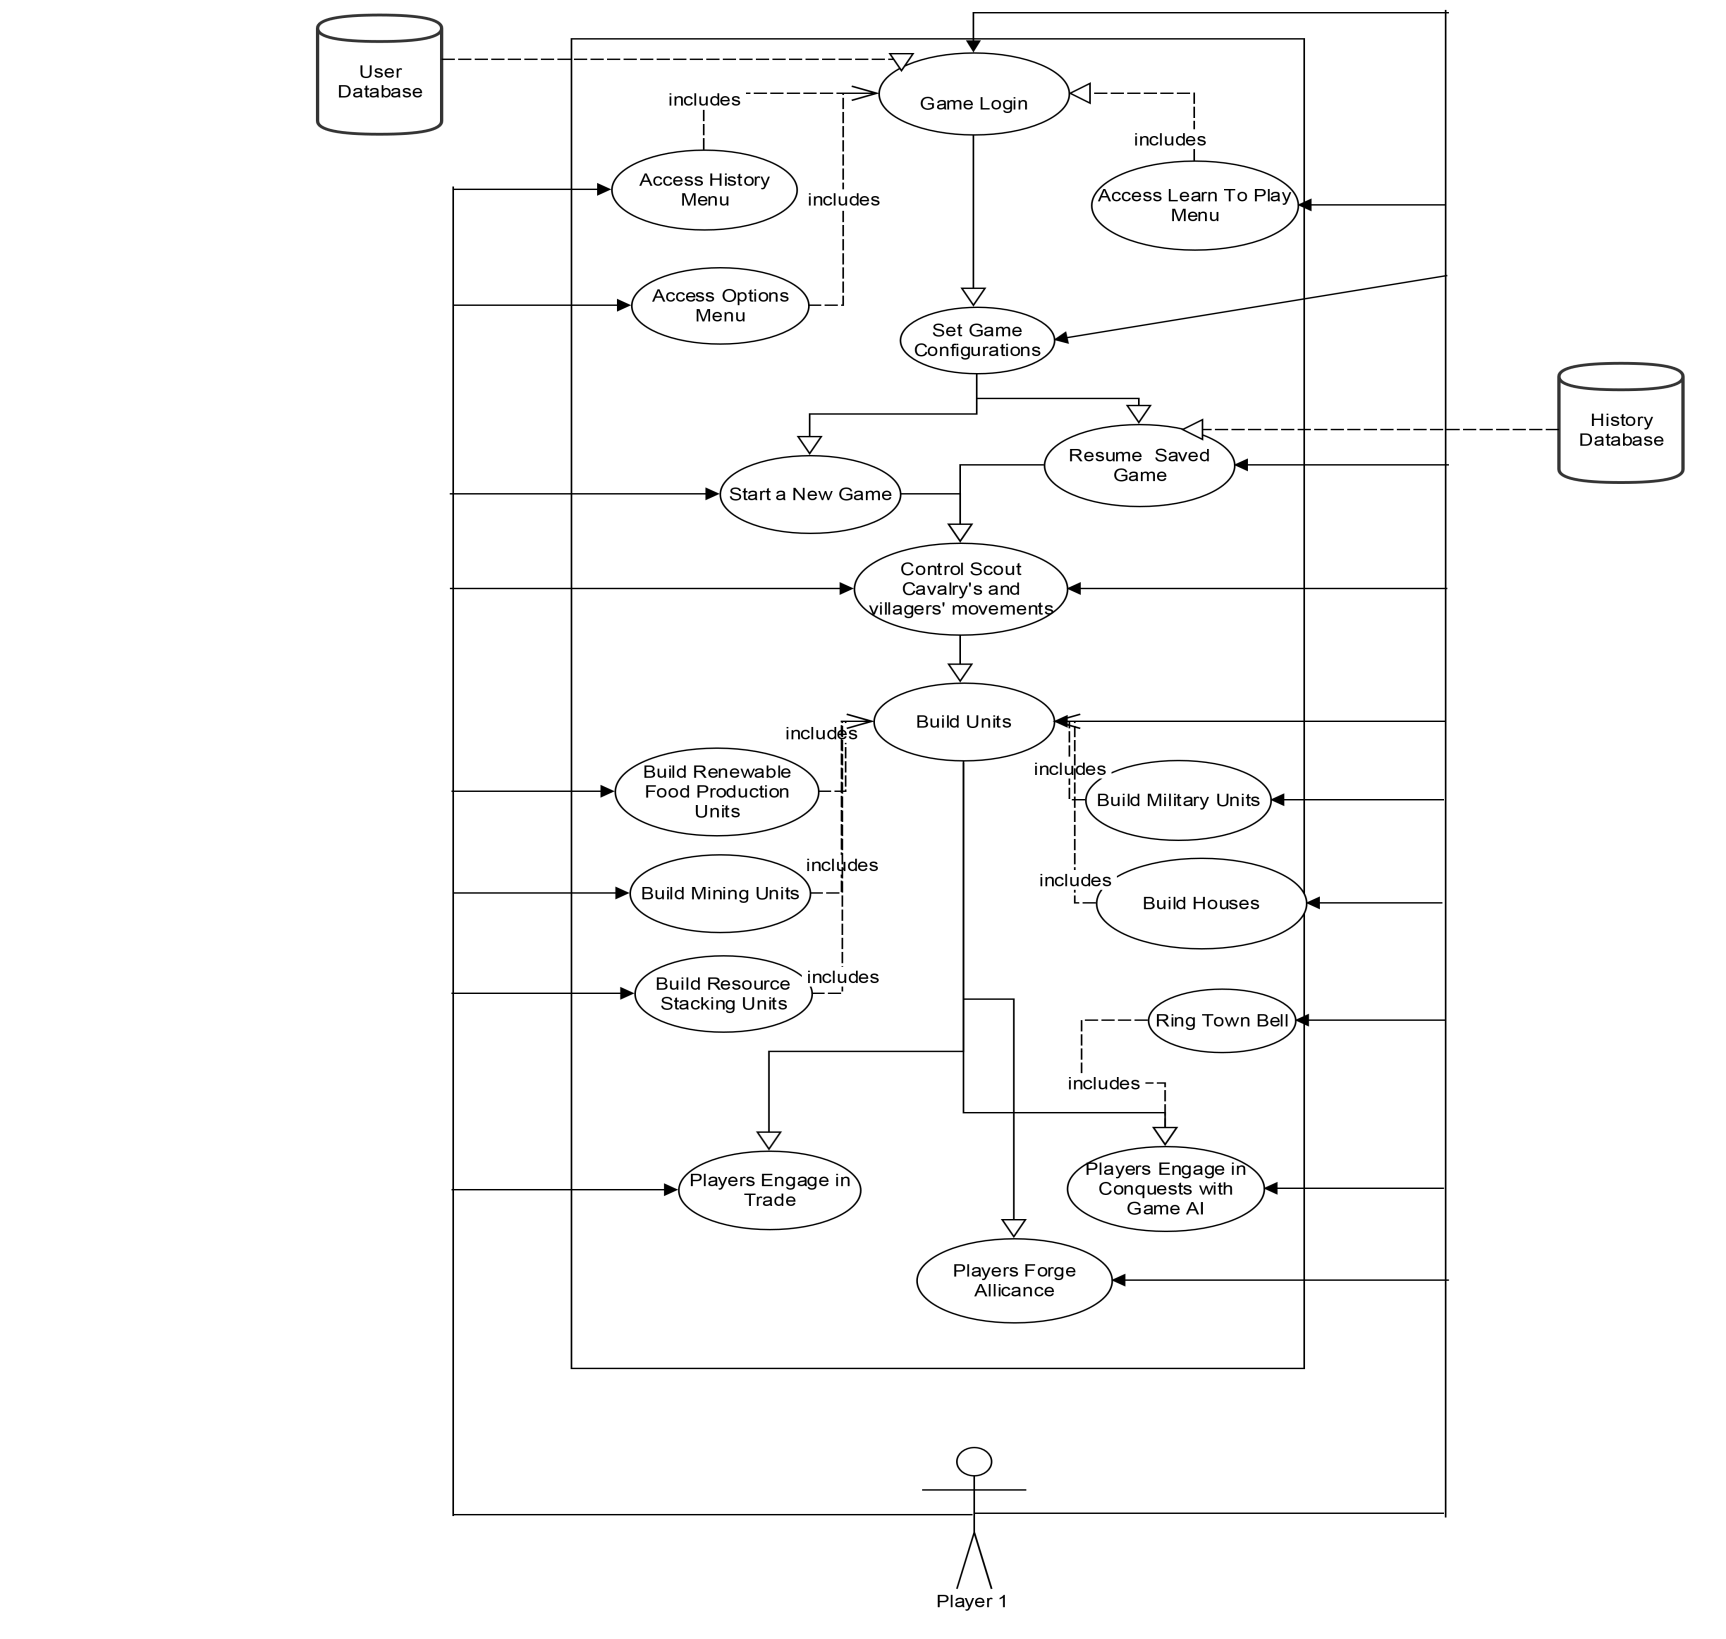 User
Database
Game Login
includes
includes
Access History
Menu
Access Learn To Play
Menu
includes
Access Options
Menu
Set Game
Configurations
History
Database
Resume  Saved
Game
Start a New Game
Control Scout
Cavalry's and
villagers' movements
Build Units
includes
includes
Build Renewable
Food Production
Units
Build Military Units
includes
includes
Build Mining Units
Build Houses
includes
Build Resource
Stacking Units
Ring Town Bell
includes
Players Engage in
Trade
Players Engage in
Conquests with
Game AI
Players Forge
Allicance
Player 1